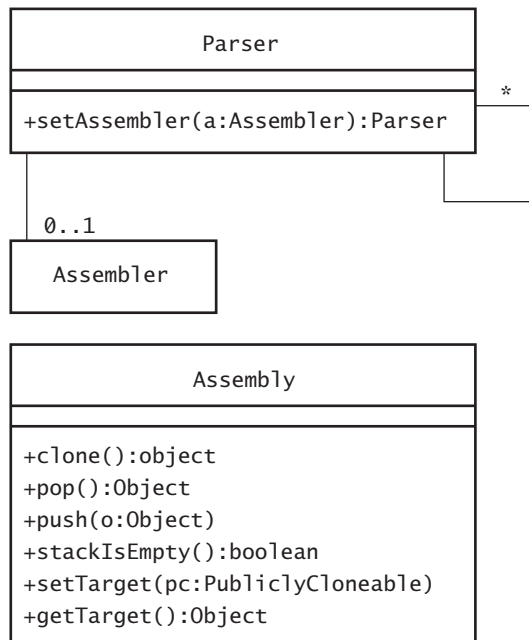 Parser
+setAssembler(a:Assembler):Parser
*
0..1
Assembler
Assembly
+clone():object
+pop():Object
+push(o:Object)
+stackIsEmpty():boolean
+setTarget(pc:PubliclyCloneable)
+getTarget():Object